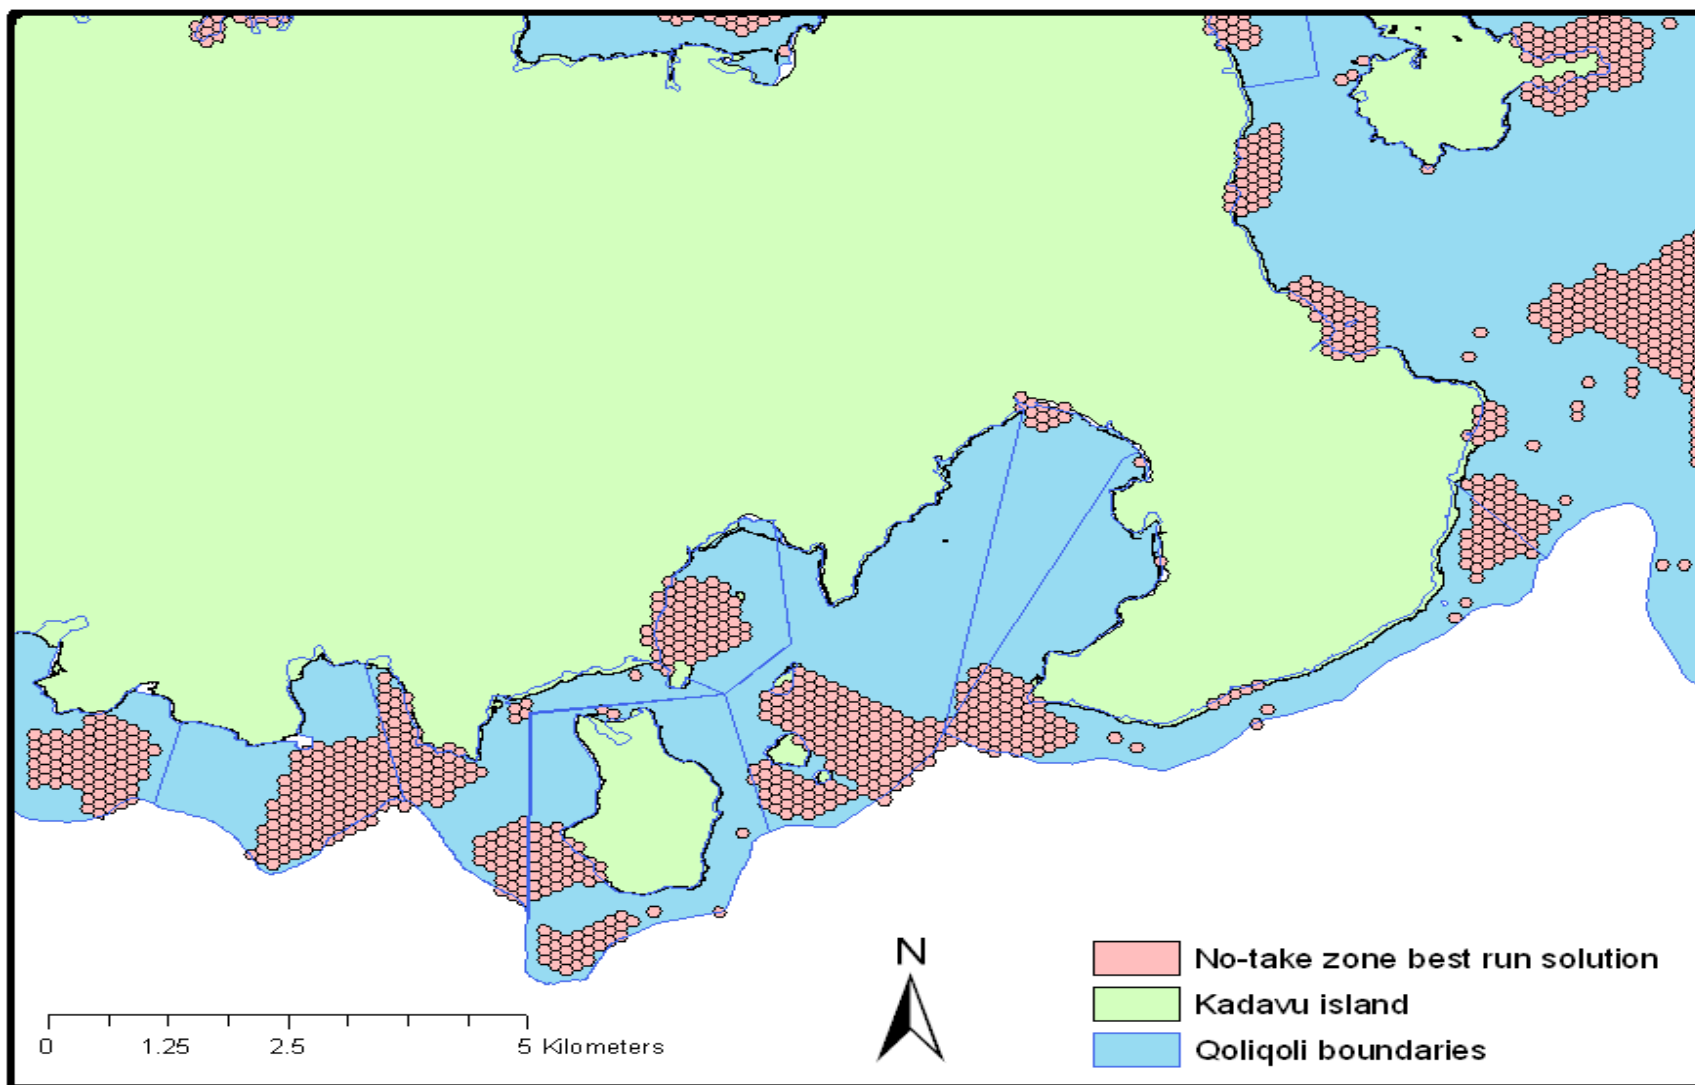 N
No-take zone best run solution
Kadavu island
Qoliqoli boundaries
0 1.25 2.5 5 Kilometers